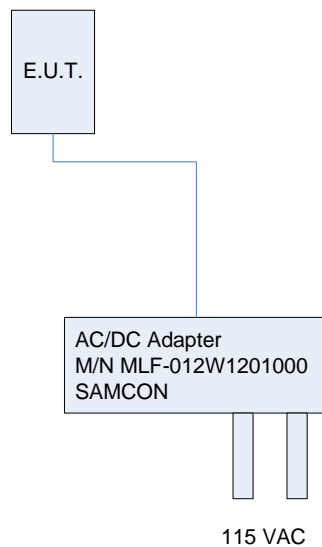 E.U.T.
AC/DC Adapter
M/N MLF-012W1201000
SAMCON
115 VAC